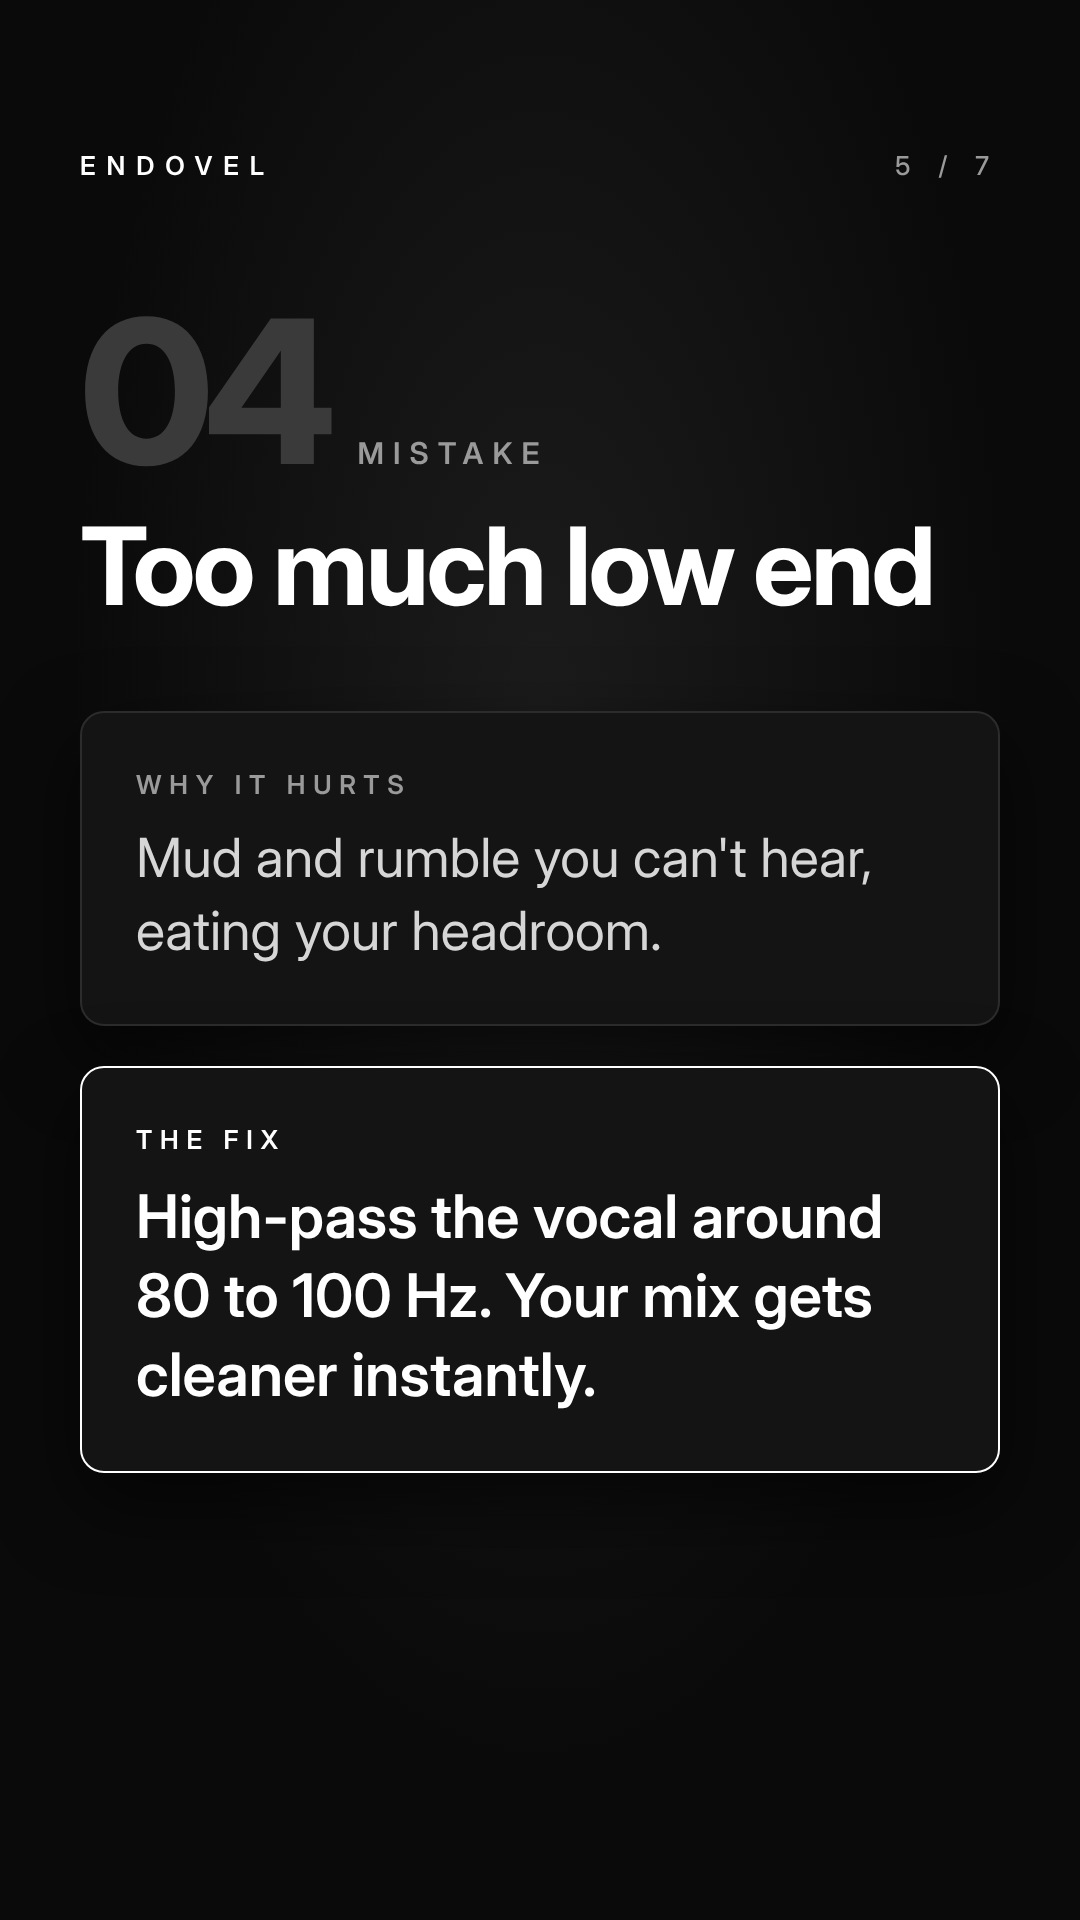 ENDOVEL
5 / 7
04 MISTAKE
Too much low end
WHY IT HURTS
Mud and rumble you can't hear,
eating your headroom.
THE FIX
High-pass the vocal around
80 to 100 Hz. Your mix gets
cleaner instantly.